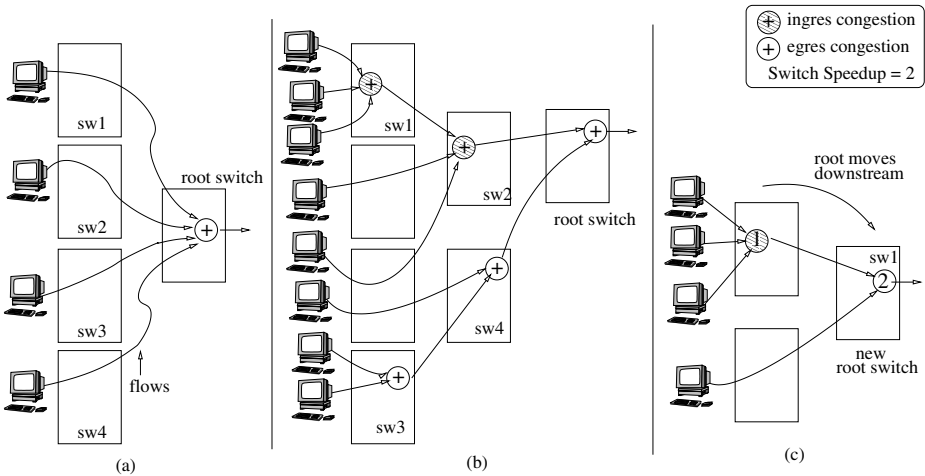 ingres congestion
egres congestion
Switch Speedup = 2
sw1
sw2
sw3
sw4
root switch
flows
(a)
(b)
sw1
sw2
sw3
sw4
root switch
root moves
downstream
1
sw1
2
new
root switch
(c)